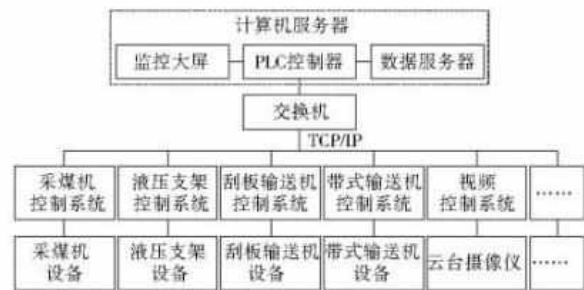 计算机服务器
监控大屏 PLC控制器 数据服务器
交换机
TCP/IP
采煤机 液压支架 刮板输送机 带式输送机 视频
控制系统 控制系统 控制系统 控制系统 控制系统 ……
采煤机 液压支架 刮板输送机 带式输送机 云台摄像仪 ……
设备 设备 设备 设备